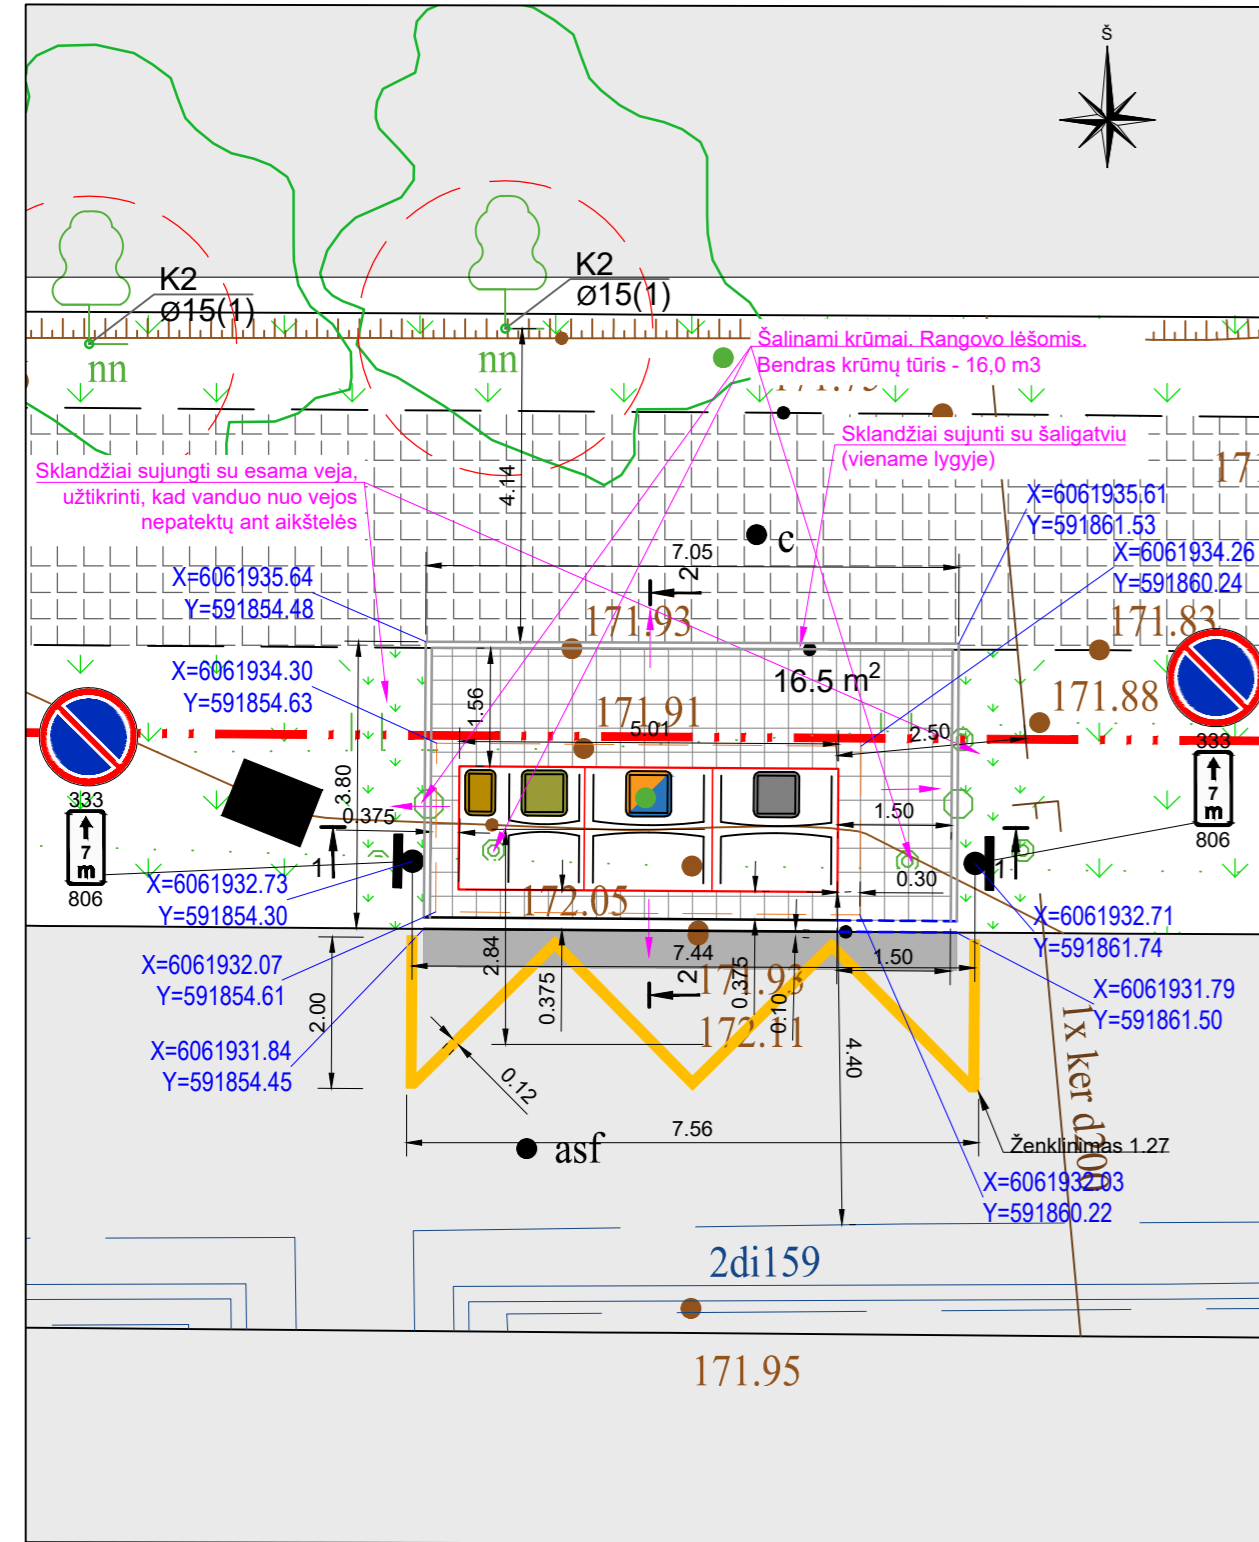 Š
K2
Ø15(1)
K2
Ø15(1)
nn
nn
Šalinami krūmai. Rangovo lėšomis.
Bendras krūmų tūris - 16,0 m3
171.75
Sklandžiai sujunti su šaligatviu
(viename lygyje)
Sklandžiai sujungti su esama veja,
užtikrinti, kad vanduo nuo vejos
nepatektų ant aikštelės
4.14
X=6061935.61
Y=591861.53
c
7.05
2
X=6061934.26
Y=591860.24
X=6061935.64
Y=591854.48
171.93
171.83
16.5 m²
X=6061934.30
Y=591854.63
1.56
171.91
171.88
5.01
2.50
333
333
3.80
0.375
1.50
7
m
7
m
806
806
1
1
0.30
X=6061932.73
Y=591854.30
172.05
X=6061932.71
Y=591861.74
X=6061932.07
Y=591854.61
2.84
7.44
1.50
2
171.93
0.375
0.375
0.10
X=6061931.79
Y=591861.50
2.00
172.11
X=6061931.84
Y=591854.45
4.40
0.12
1x ker d200
7.56
asf
Ženklinimas 1.27
X=6061932.03
Y=591860.22
2di159
171.95